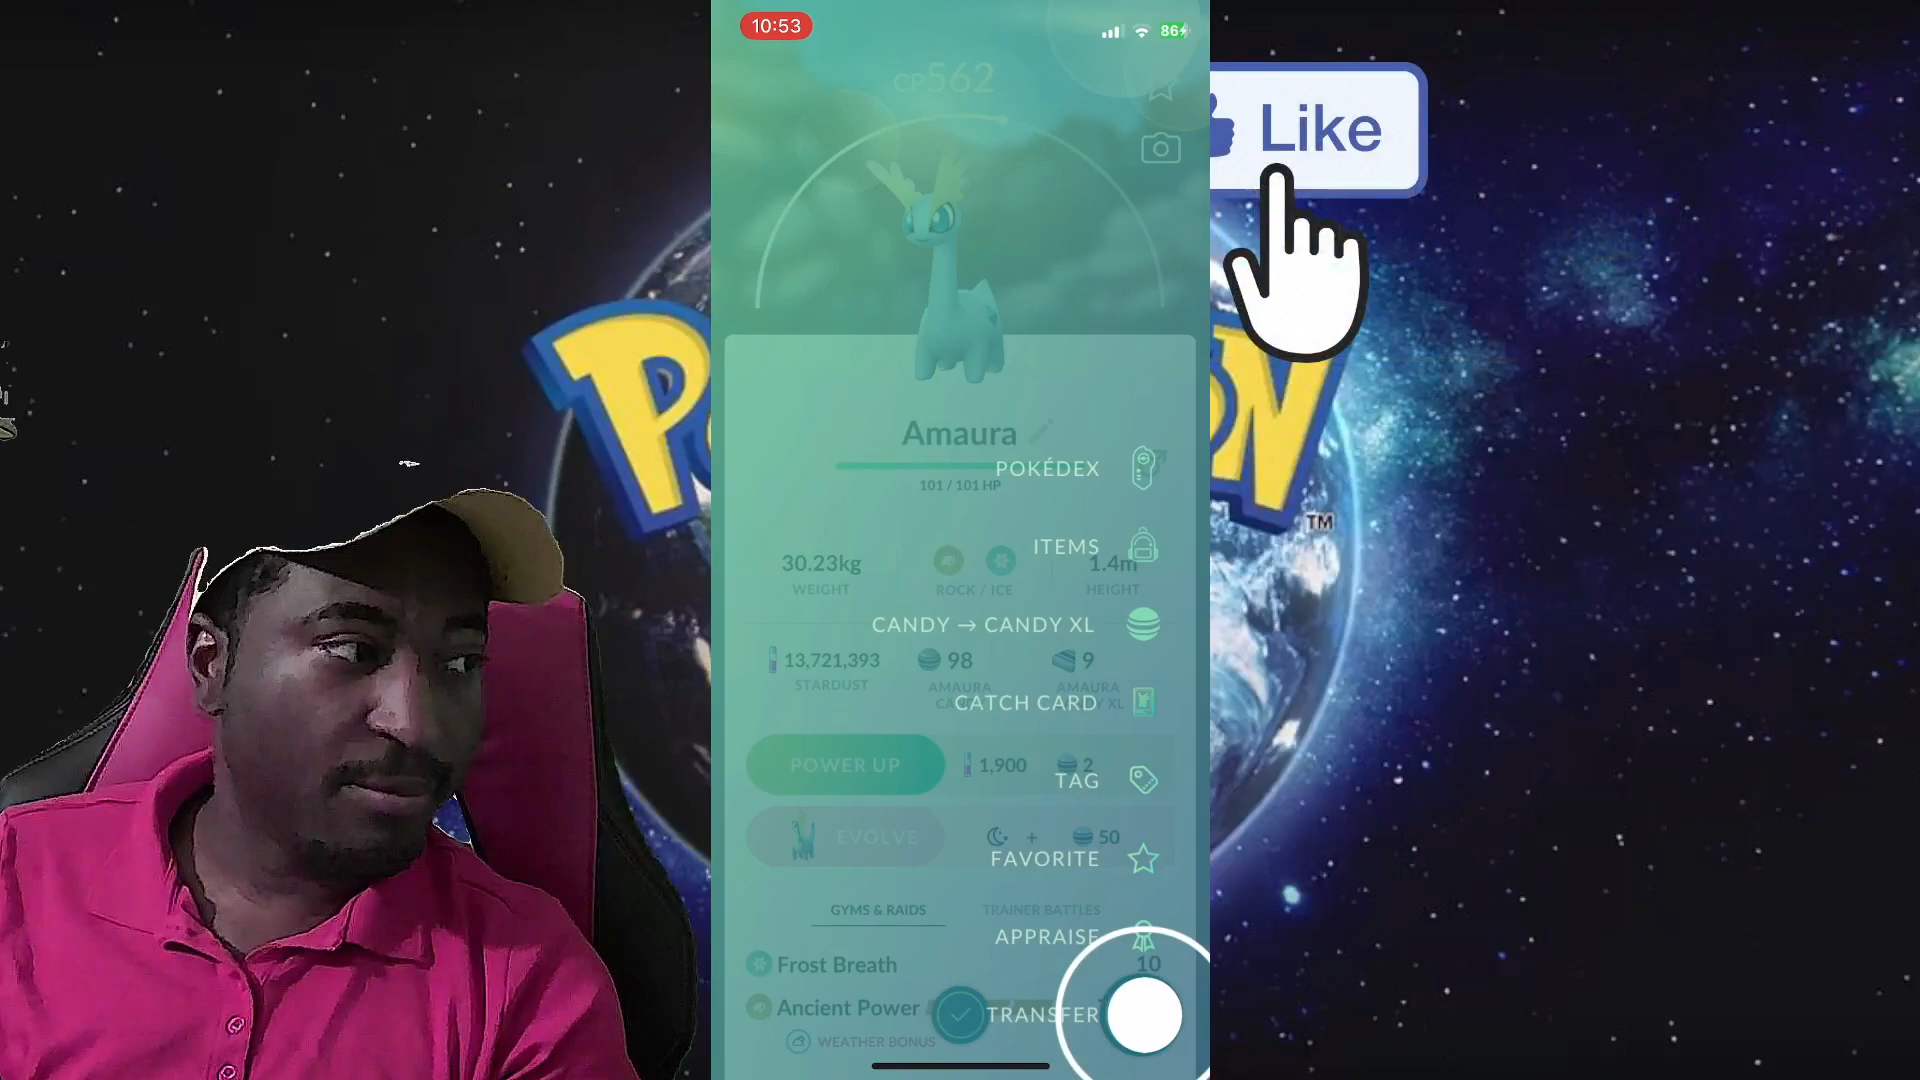 10:53
86
CP562
Like
Amaura
POKÉDEX
101 / 101 HP
ITEMS
30.23kg
1.4m
WEIGHT
ROCK / ICE
HEIGHT
CANDY → CANDY XL
13,721,393
98
9
STARDUST
AMAURA
AMAURA
XL
CATCH CARD
POWER UP
1,900
2
TAG
EVOLVE
+
50
FAVORITE
GYMS & RAIDS
TRAINER BATTLES
APPRAISE
Frost Breath
10
Ancient Power
TRANSFER
WEATHER BONUS
TM